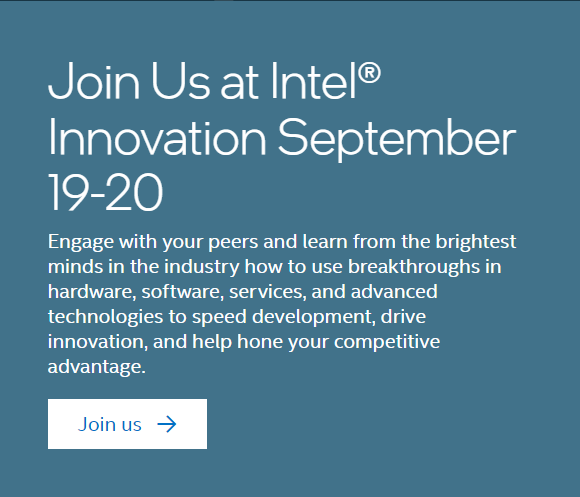 Join Us at Intel®
Innovation September
19-20
Engage with your peers and learn from the brightest
minds in the industry how to use breakthroughs in
hardware, software, services, and advanced
technologies to speed development, drive
innovation, and help hone your competitive
advantage.
Join us →